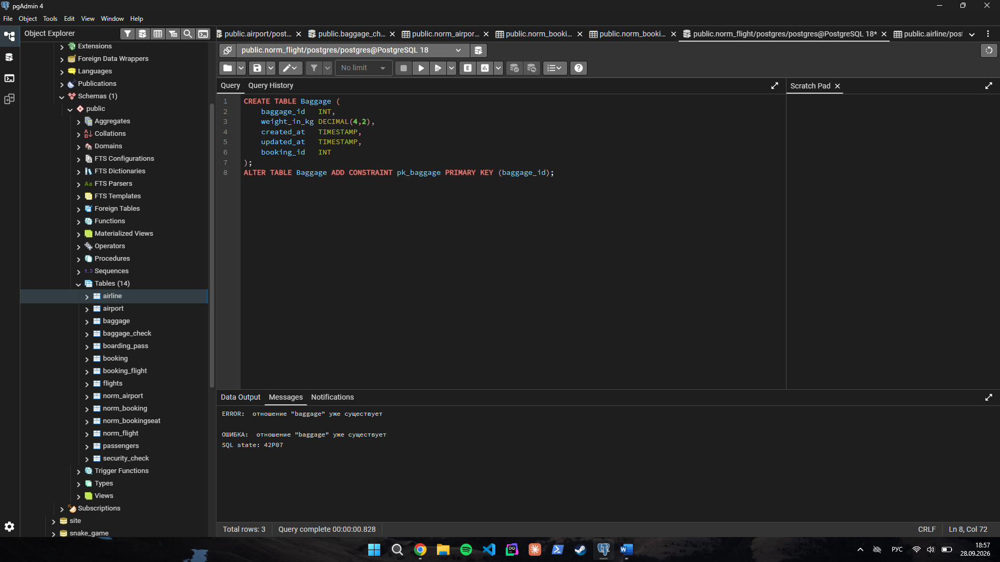 pgAdmin 4
File Object Tools Edit View Window Help
Object Explorer
public.airport/post... public.baggage_ch... public.norm_airpor... public.norm_booki... public.norm_booki... public.norm_flight/postgres/postgres@PostgreSQL 18* public.airline/post
public.norm_flight/postgres/postgres@PostgreSQL 18
No limit
E
Query Query History
Scratch Pad
Extensions
Foreign Data Wrappers
Languages
Publications
Schemas (1)
public
Aggregates
Collations
Domains
FTS Configurations
FTS Dictionaries
FTS Parsers
FTS Templates
Foreign Tables
Functions
Materialized Views
Operators
Procedures
Sequences
Tables (14)
airline
airport
baggage
baggage_check
boarding_pass
booking
booking_flight
flights
norm_airport
norm_booking
norm_bookingseat
norm_flight
passengers
security_check
Trigger Functions
Types
Views
Subscriptions
site
snake_game
1 CREATE TABLE Baggage (
2 baggage_id INT,
3 weight_in_kg DECIMAL(4,2),
4 created_at TIMESTAMP,
5 updated_at TIMESTAMP,
6 booking_id INT
7 );
8 ALTER TABLE Baggage ADD CONSTRAINT pk_baggage PRIMARY KEY (baggage_id);
Data Output Messages Notifications
ERROR: отношение "baggage" уже существует
ОШИБКА: отношение "baggage" уже существует
SQL state: 42P07
Total rows: 3 Query complete 00:00:00.828 CRLF Ln 8, Col 72
РУС
18:57
28.09.2026